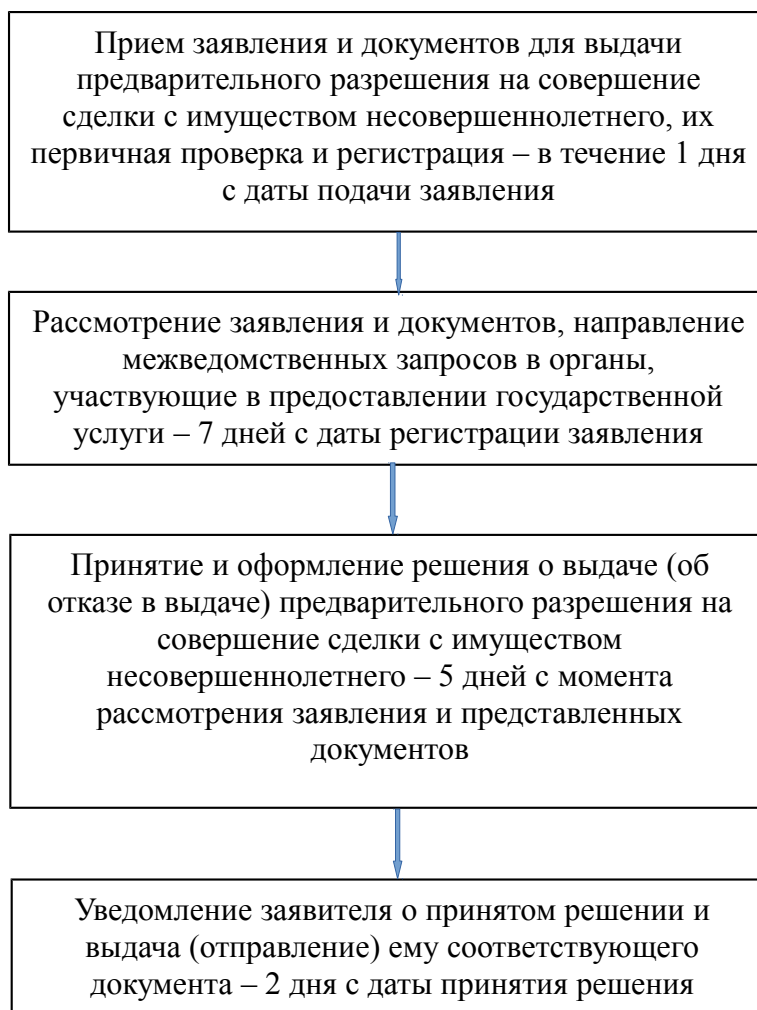 Прием заявления и документов для выдачи
предварительного разрешения на совершение
сделки с имуществом несовершеннолетнего, их
первичная проверка и регистрация – в течение 1 дня
с даты подачи заявления
Рассмотрение заявления и документов, направление
межведомственных запросов в органы,
участвующие в предоставлении государственной
услуги – 7 дней с даты регистрации заявления
Принятие и оформление решения о выдаче (об
отказе в выдаче) предварительного разрешения на
совершение сделки с имуществом
несовершеннолетнего – 5 дней с момента
рассмотрения заявления и представленных
документов
Уведомление заявителя о принятом решении и
выдача (отправление) ему соответствующего
документа – 2 дня с даты принятия решения